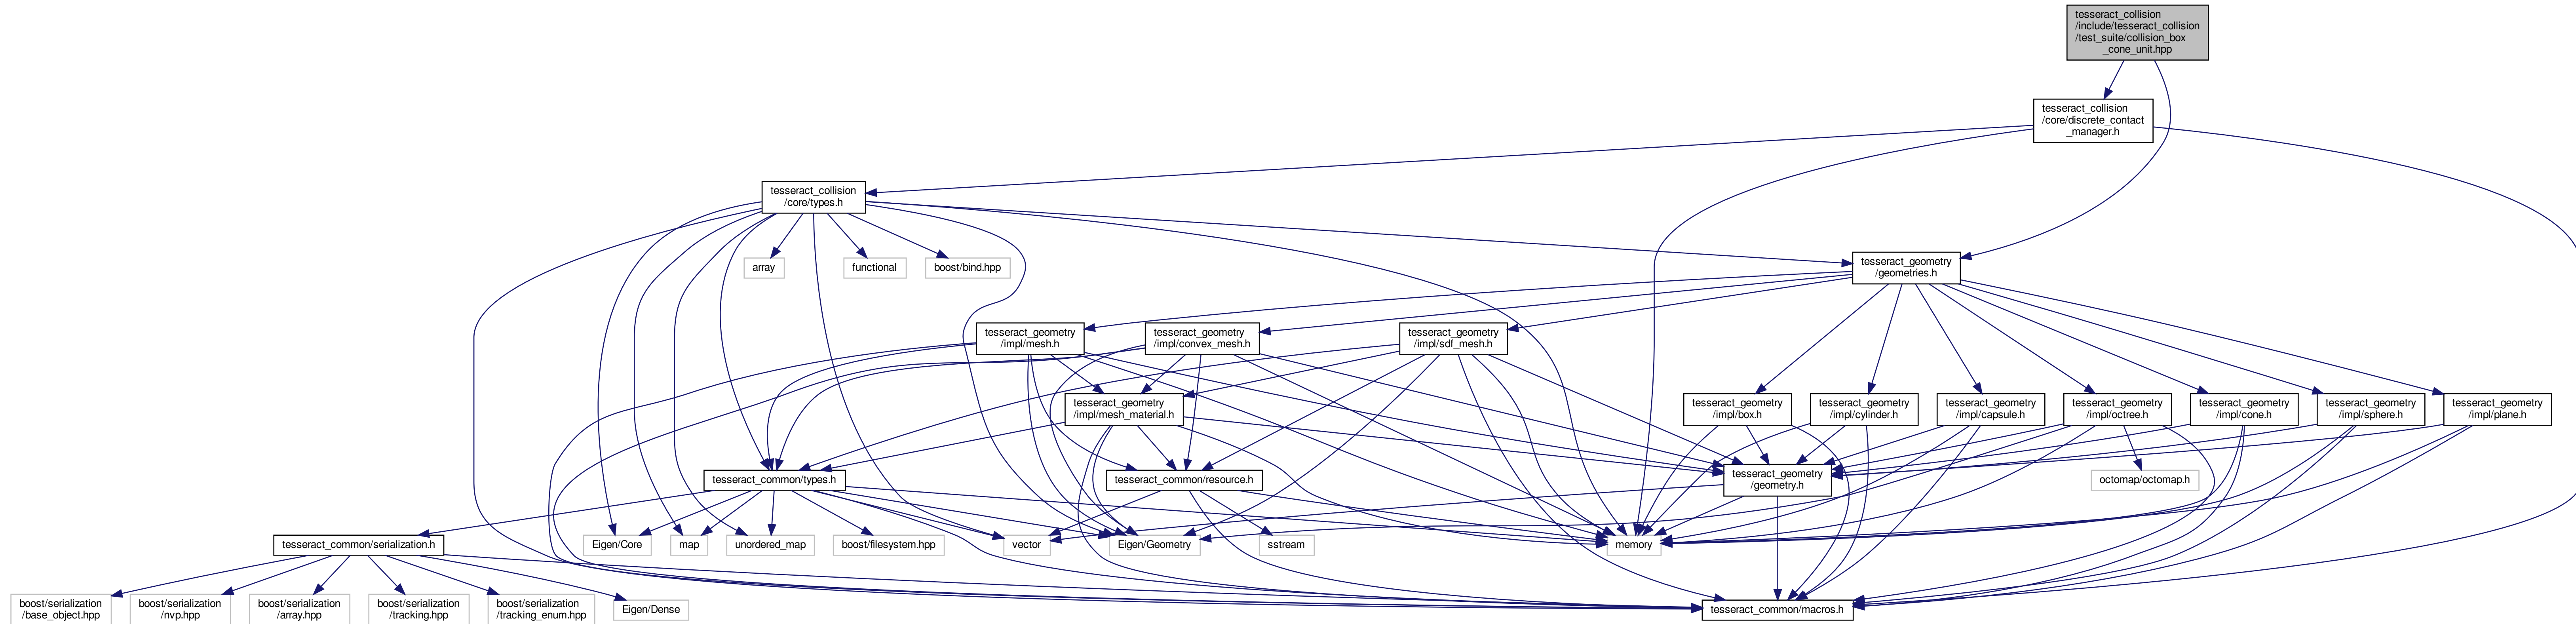 tesseract_collision
/include/tesseract_collision
/test_suite/collision_box
_cone_unit.hpp
tesseract_collision
/core/discrete_contact
_manager.h
tesseract_collision
/core/types.h
array
functional
boost/bind.hpp
tesseract_geometry
/geometries.h
tesseract_geometry
/impl/mesh.h
tesseract_geometry
/impl/convex_mesh.h
tesseract_geometry
/impl/sdf_mesh.h
tesseract_geometry
/impl/mesh_material.h
tesseract_geometry
/impl/box.h
tesseract_geometry
/impl/cylinder.h
tesseract_geometry
/impl/capsule.h
tesseract_geometry
/impl/octree.h
tesseract_geometry
/impl/cone.h
tesseract_geometry
/impl/sphere.h
tesseract_geometry
/impl/plane.h
tesseract_common/types.h
tesseract_common/resource.h
tesseract_geometry
/geometry.h
octomap/octomap.h
tesseract_common/serialization.h
Eigen/Core
map
unordered_map
boost/filesystem.hpp
vector
Eigen/Geometry
sstream
memory
boost/serialization
/base_object.hpp
boost/serialization
/nvp.hpp
boost/serialization
/array.hpp
boost/serialization
/tracking.hpp
boost/serialization
/tracking_enum.hpp
Eigen/Dense
tesseract_common/macros.h